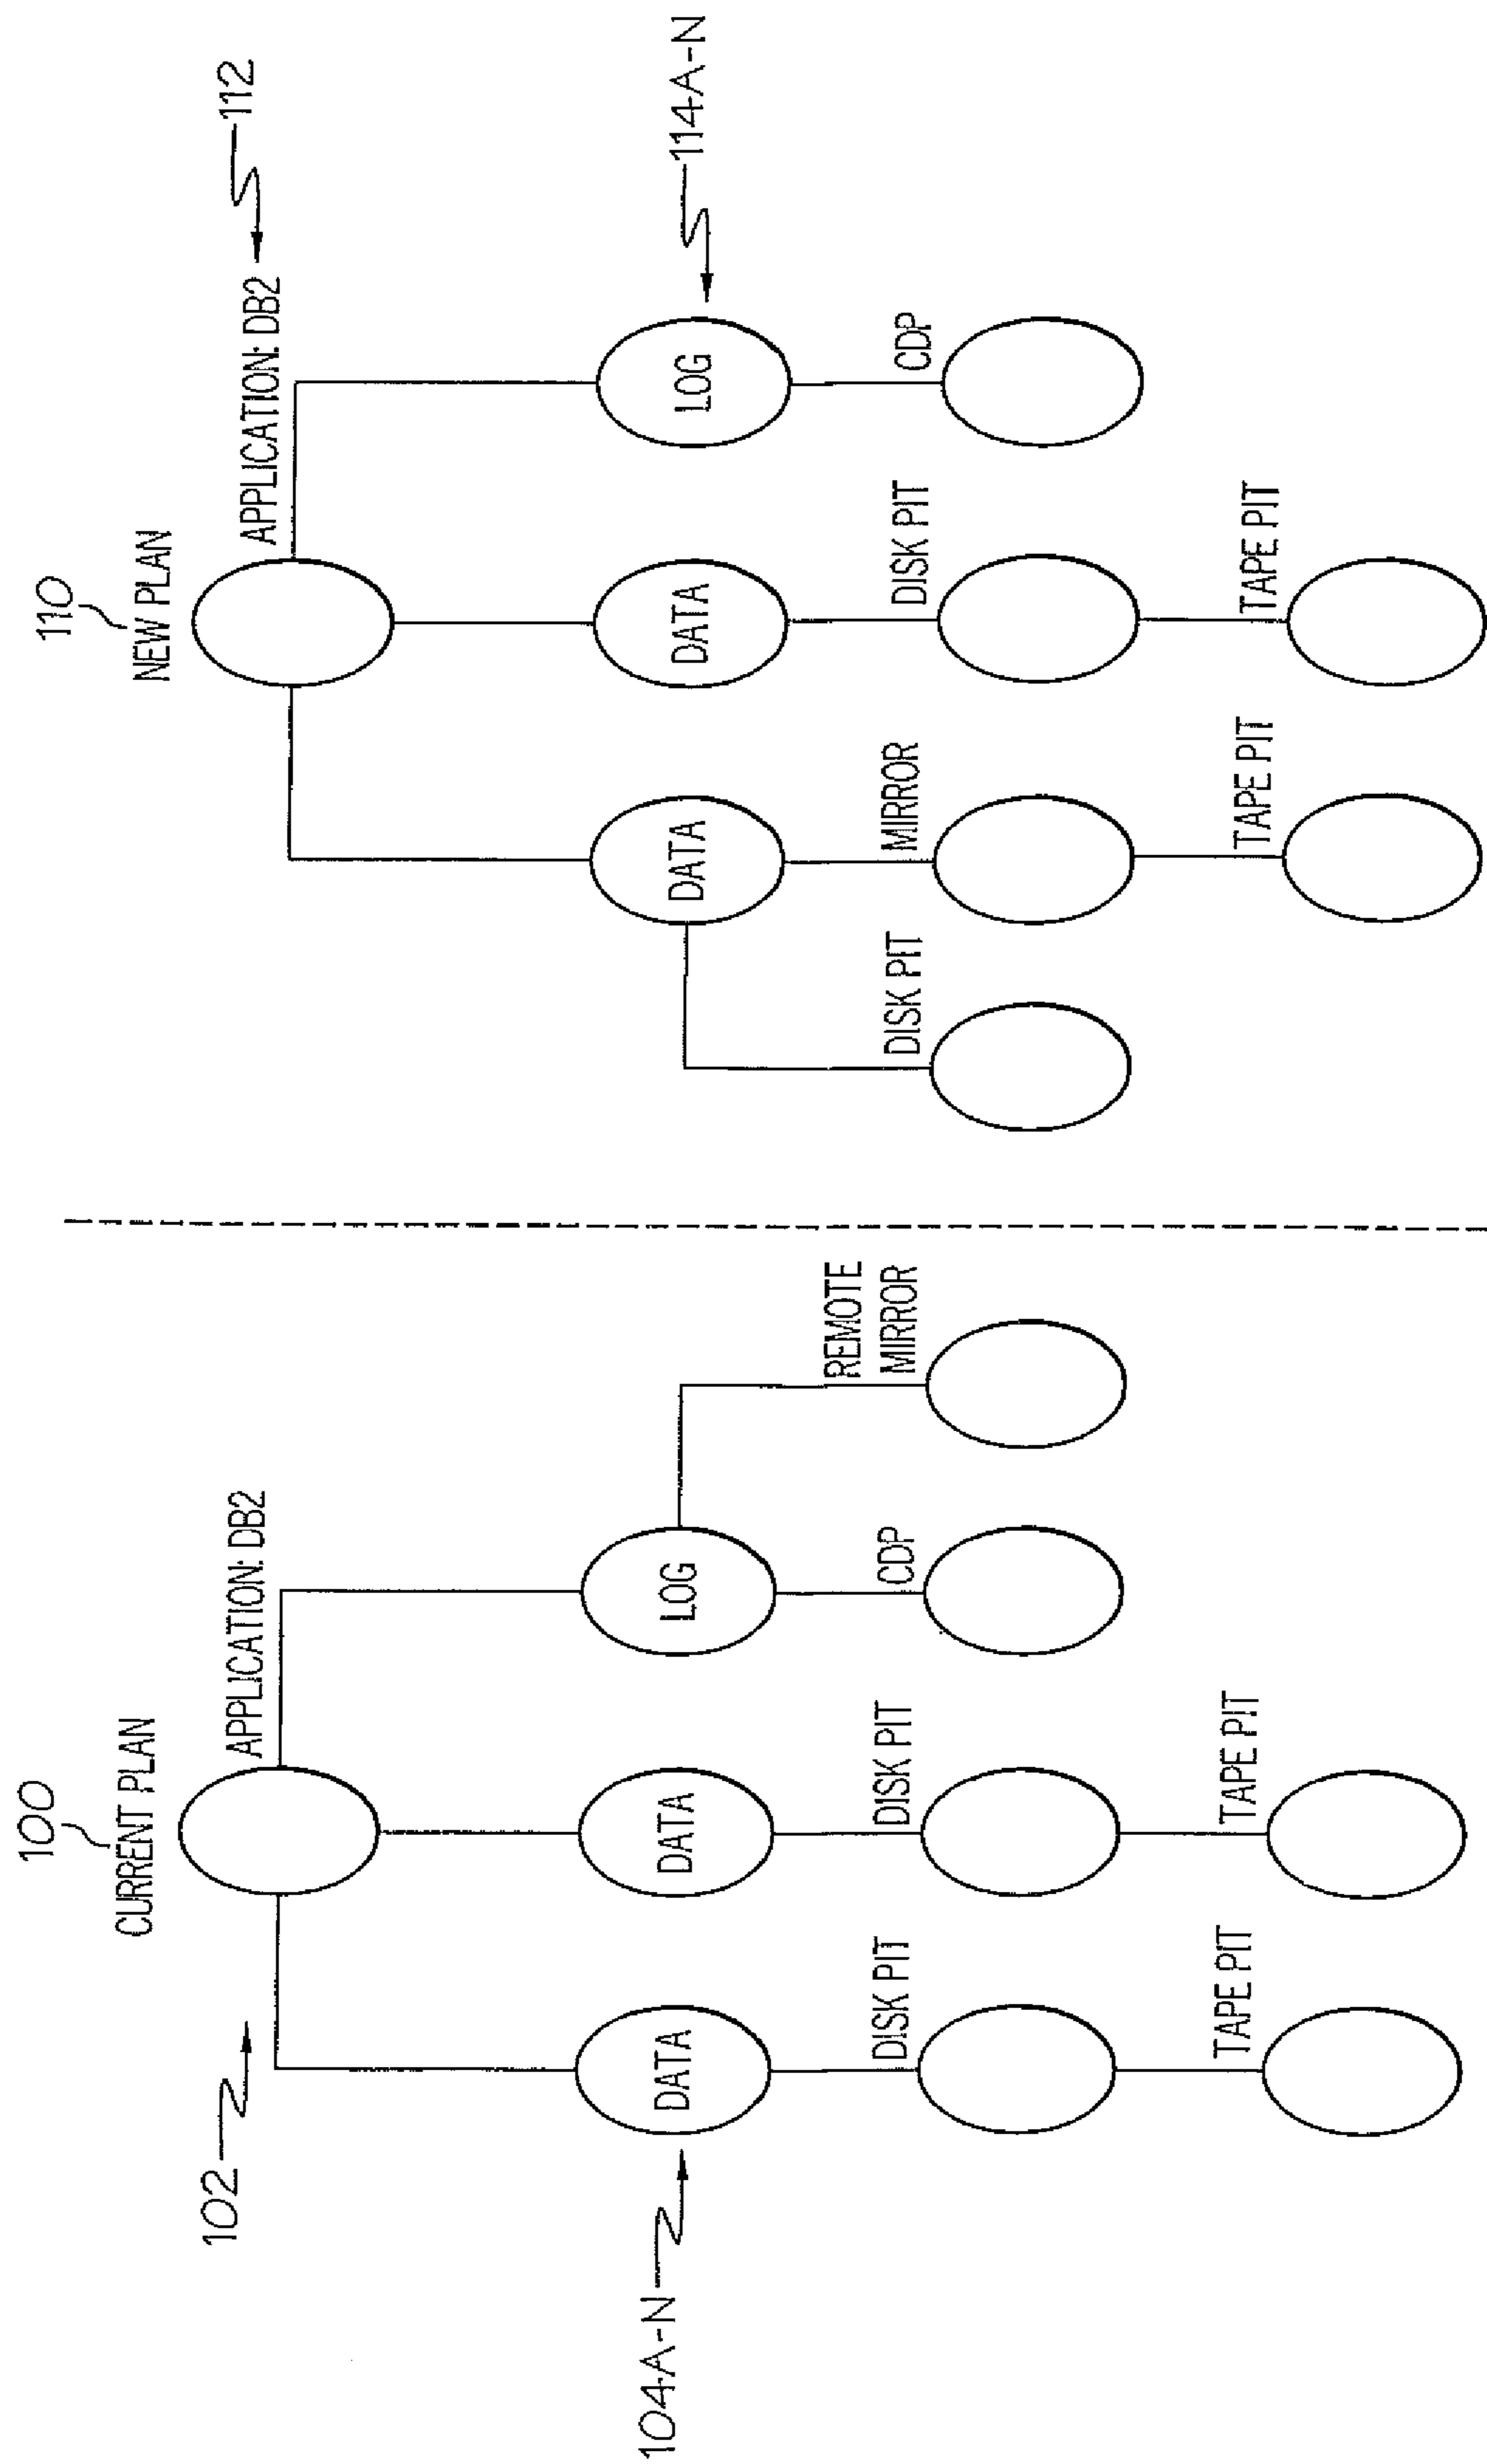 100
CURRENT PLAN
102
APPLICATION: DB2
104A-N
DATA
DATA
LOG
DISK PIT
DISK PIT
CDP
REMOTE
MIRROR
TAPE PIT
TAPE PIT
110
NEW PLAN
APPLICATION: DB2
112
DATA
DATA
LOG
114A-N
DISK PIT
MIRROR
DISK PIT
CDP
TAPE PIT
TAPE PIT